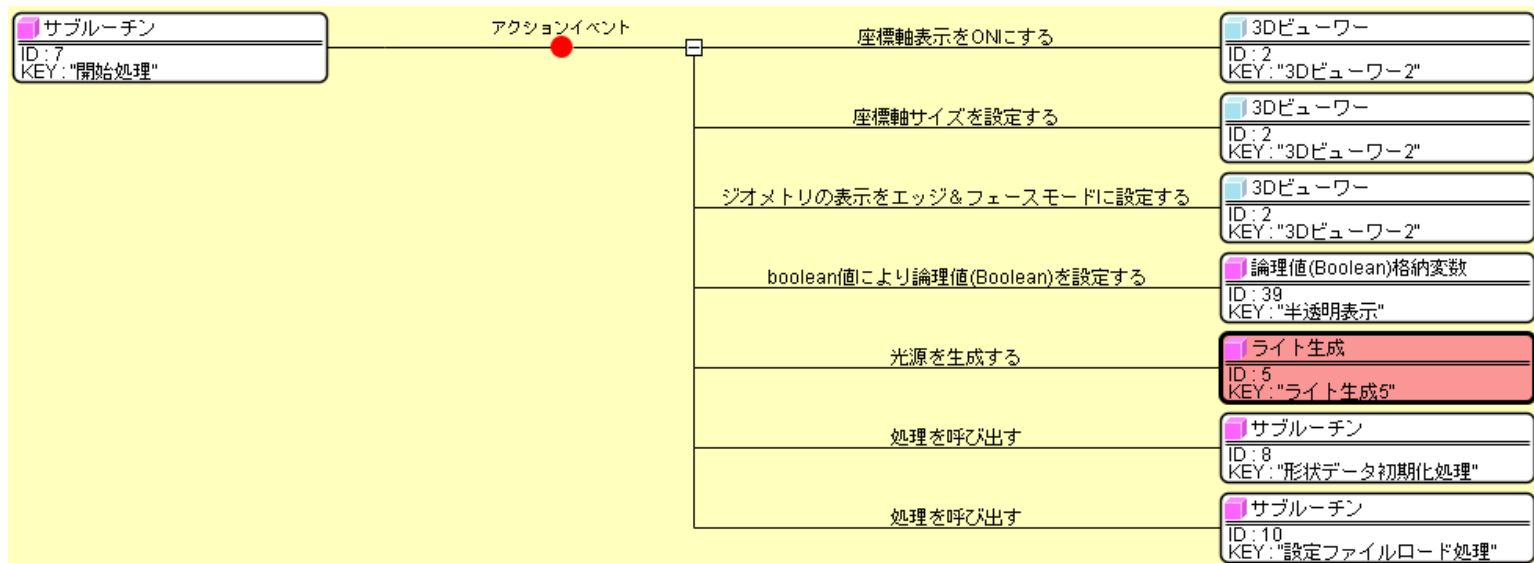 サブルーチン
ID : 7
KEY : "開始処理"
アクションイベント
座標軸表示をONにする
3Dビューワー
ID : 2
KEY : "3Dビューワー2"
座標軸サイズを設定する
3Dビューワー
ID : 2
KEY : "3Dビューワー2"
ジオメトリの表示をエッジ＆フェースモードに設定する
3Dビューワー
ID : 2
KEY : "3Dビューワー2"
boolean値により論理値(Boolean)を設定する
論理値(Boolean)格納変数
ID : 39
KEY : "半透明表示"
光源を生成する
ライト生成
ID : 5
KEY : "ライト生成5"
処理を呼び出す
サブルーチン
ID : 8
KEY : "形状データ初期化処理"
処理を呼び出す
サブルーチン
ID : 10
KEY : "設定ファイルロード処理"